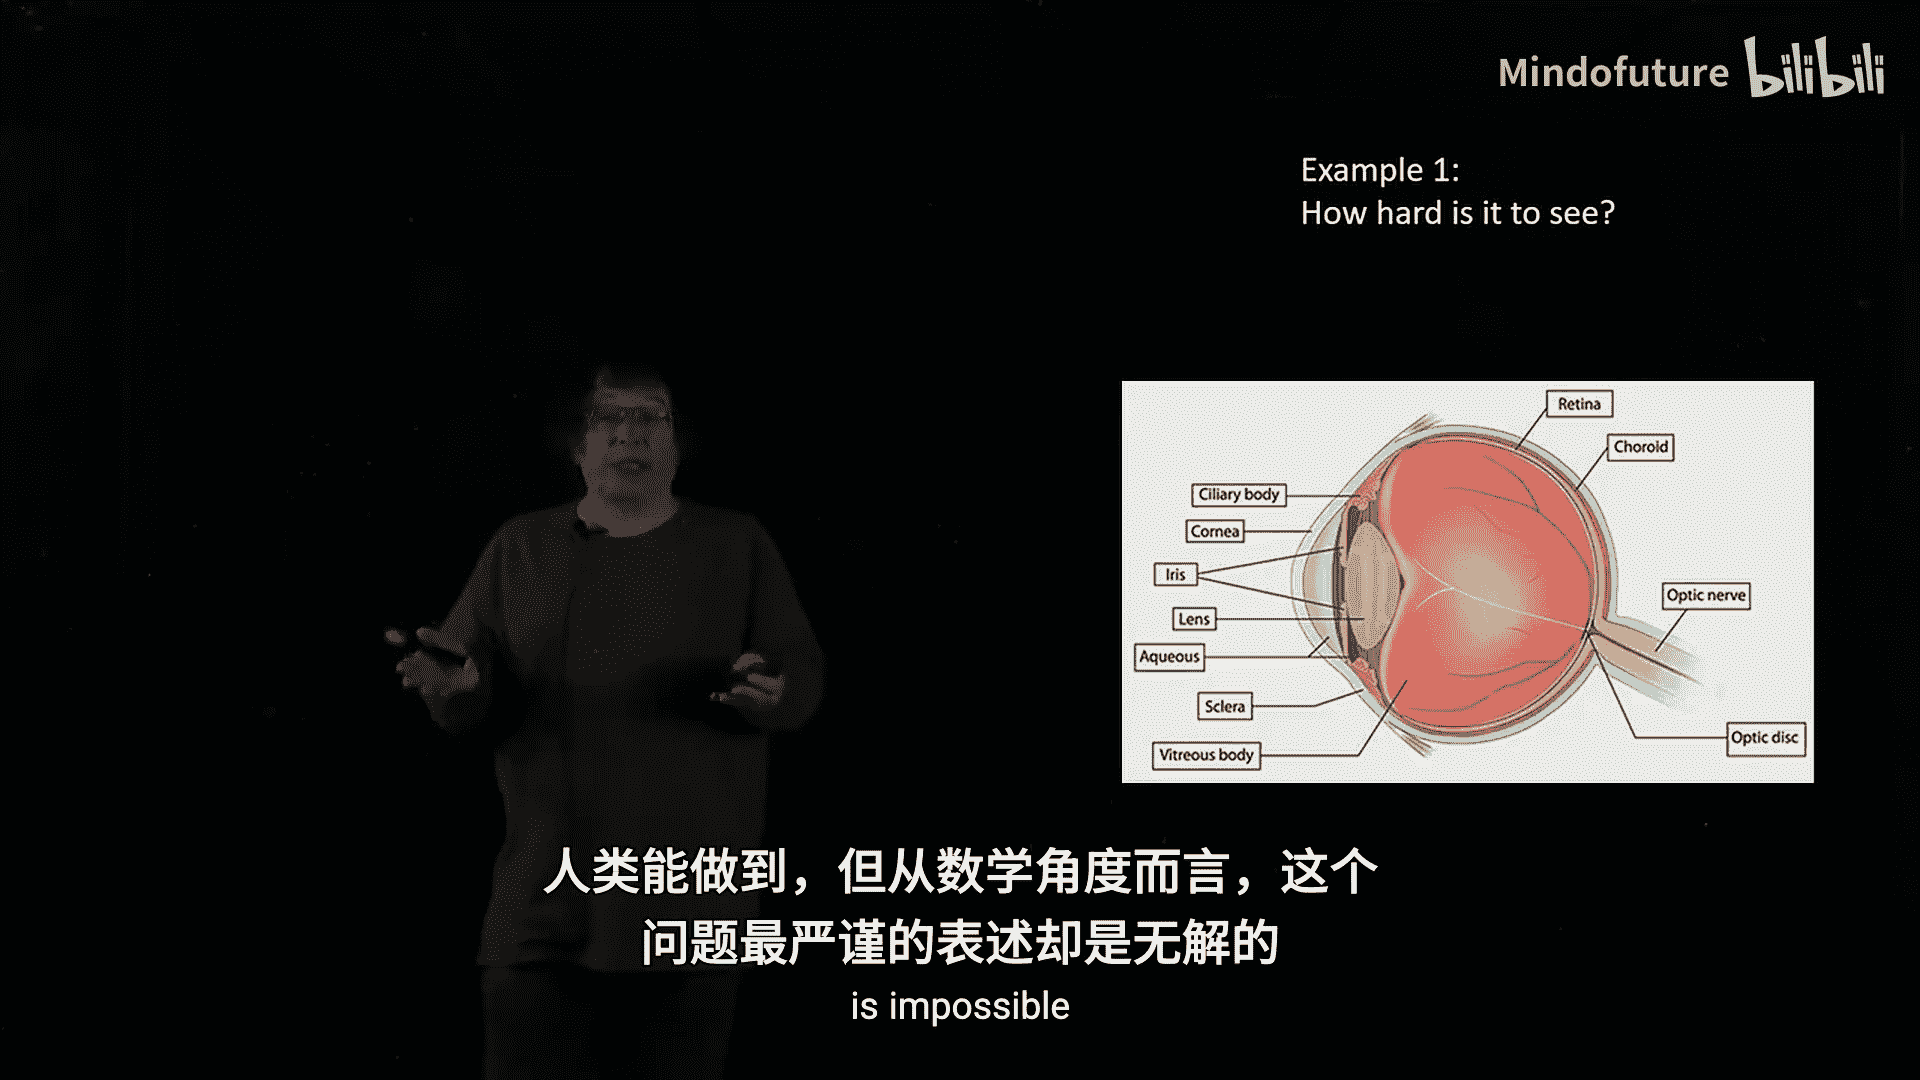 Mindofuture bilibili
Example 1:
How hard is it to see?
Retina
Choroid
Ciliary body
Cornea
Iris
Lens
Optic nerve
Aqueous
Sclera
Optic disc
Vitreous body
人类能做到，但从数学角度而言，这个
问题最严谨的表述却是无解的
is impossible